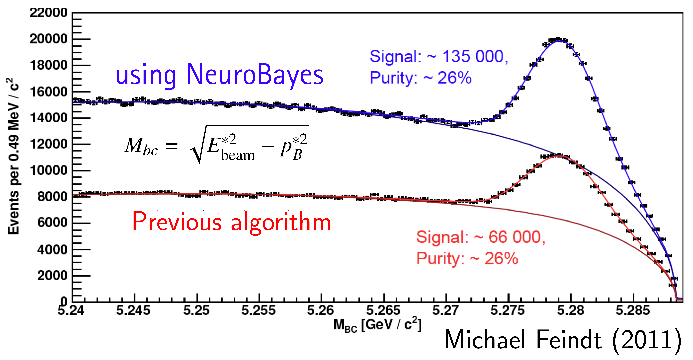 Events per 0.49 MeV / c²
22000
20000
18000
16000
14000
12000
10000
8000
6000
4000
2000
0
using NeuroBayes
Signal: ~ 135 000,
Purity: ~ 26%
M_bc = √(E*²_beam − p*²_B)
Previous algorithm
Signal: ~ 66 000,
Purity: ~ 26%
5.24 5.245 5.25 5.255 5.26 5.265 5.27 5.275 5.28 5.285
M_BC [GeV / c²]
Michael Feindt (2011)